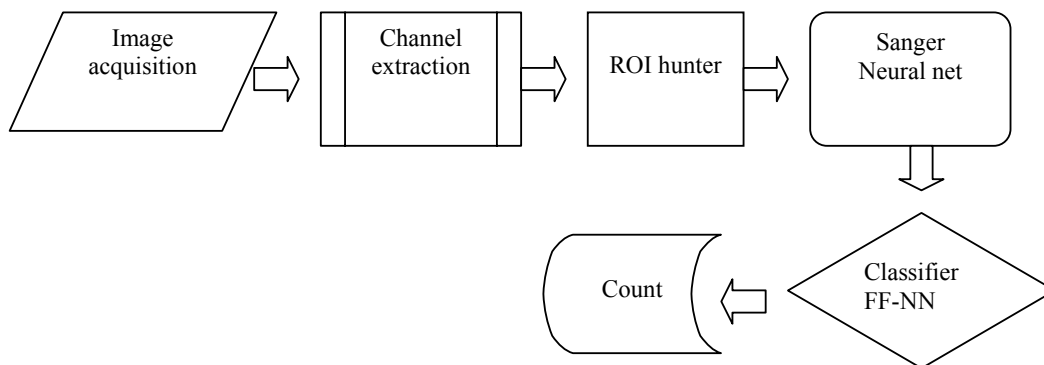 Image
acquisition
Channel
extraction
ROI hunter
Sanger
Neural net
Classifier
FF-NN
Count